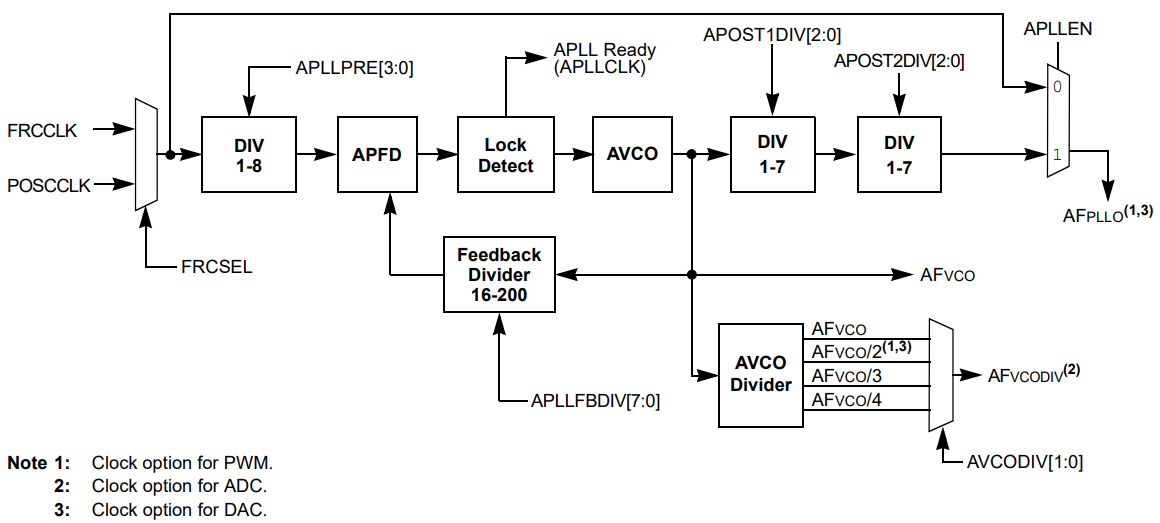 APLLEN
APOST1DIV[2:0]
APLL Ready
(APLLCLK)
APOST2DIV[2:0]
APLLPRE[3:0]
0
FRCCLK
DIV
1-8
APFD
Lock
Detect
AVCO
DIV
1-7
DIV
1-7
1
POSCCLK
AFPLLO(1,3)
FRCSEL
Feedback
Divider
16-200
AFVCO
AVCO
Divider
AFVCO
AFVCO/2(1,3)
AFVCO/3
AFVCO/4
AFVCODIV(2)
APLLFBDIV[7:0]
AVCODIV[1:0]
Note 1: Clock option for PWM.
2: Clock option for ADC.
3: Clock option for DAC.